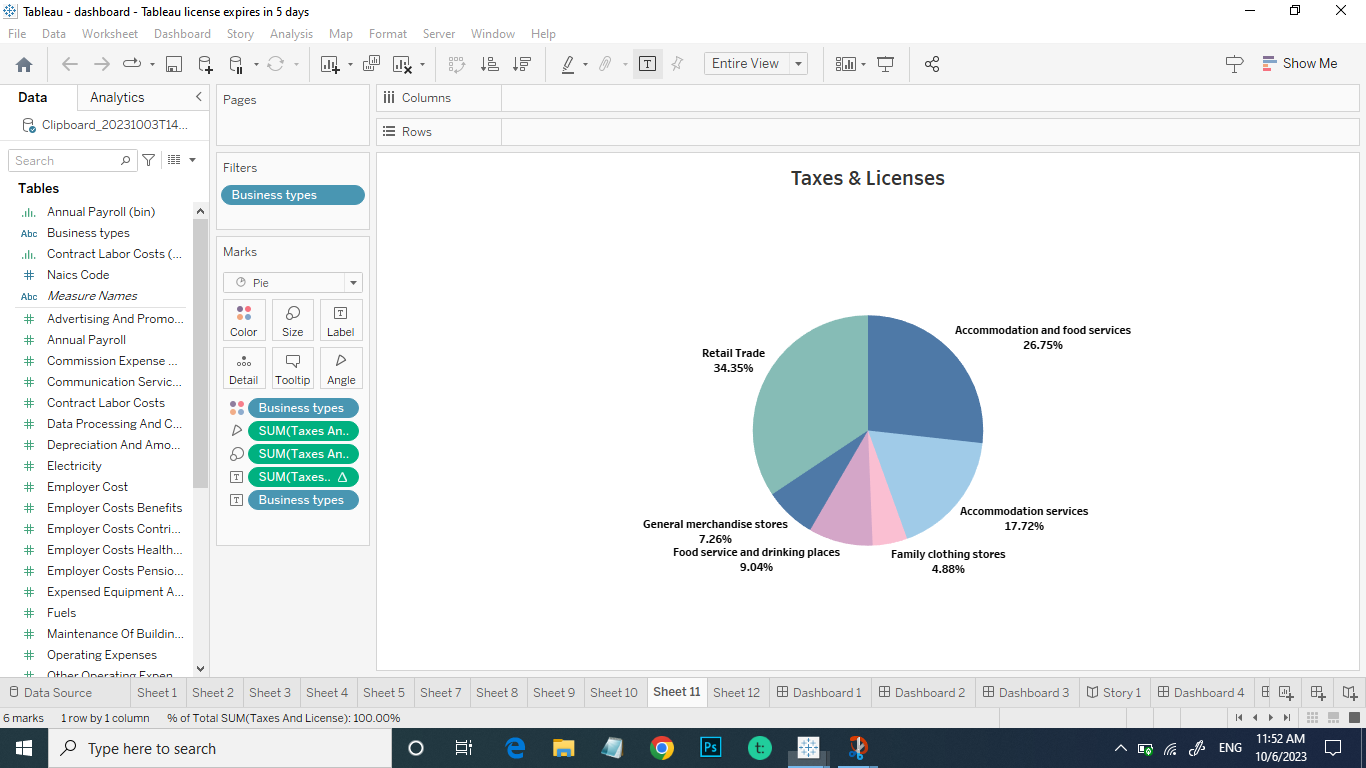 Tableau - dashboard - Tableau license expires in 5 days
File Data Worksheet Dashboard Story Analysis Map Format Server Window Help
Entire View
Show Me
Data
Analytics
Clipboard_20231003T14...
Search
Tables
Annual Payroll (bin)
Abc Business types
Contract Labor Costs (...
Naics Code
Abc Measure Names
Advertising And Promo...
Annual Payroll
Commission Expense ...
Communication Servic...
Contract Labor Costs
Data Processing And C...
Depreciation And Amo...
Electricity
Employer Cost
Employer Costs Benefits
Employer Costs Contri...
Employer Costs Health...
Employer Costs Pensio...
Expensed Equipment A...
Fuels
Maintenance Of Buildin...
Operating Expenses
Other Operating Expen
Pages
Filters
Business types
Marks
Pie
Color
Size
Label
Detail
Tooltip
Angle
Business types
SUM(Taxes An..
SUM(Taxes An..
SUM(Taxes..
Business types
Columns
Rows
Taxes & Licenses
Accommodation and food services
26.75%
Retail Trade
34.35%
Accommodation services
17.72%
General merchandise stores
7.26%
Food service and drinking places
9.04%
Family clothing stores
4.88%
Data Source Sheet 1 Sheet 2 Sheet 3 Sheet 4 Sheet 5 Sheet 7 Sheet 8 Sheet 9 Sheet 10 Sheet 11 Sheet 12 Dashboard 1 Dashboard 2 Dashboard 3 Story 1 Dashboard 4
6 marks 1 row by 1 column % of Total SUM(Taxes And License): 100.00%
Type here to search
Ps
t:
ENG
11:52 AM
10/6/2023